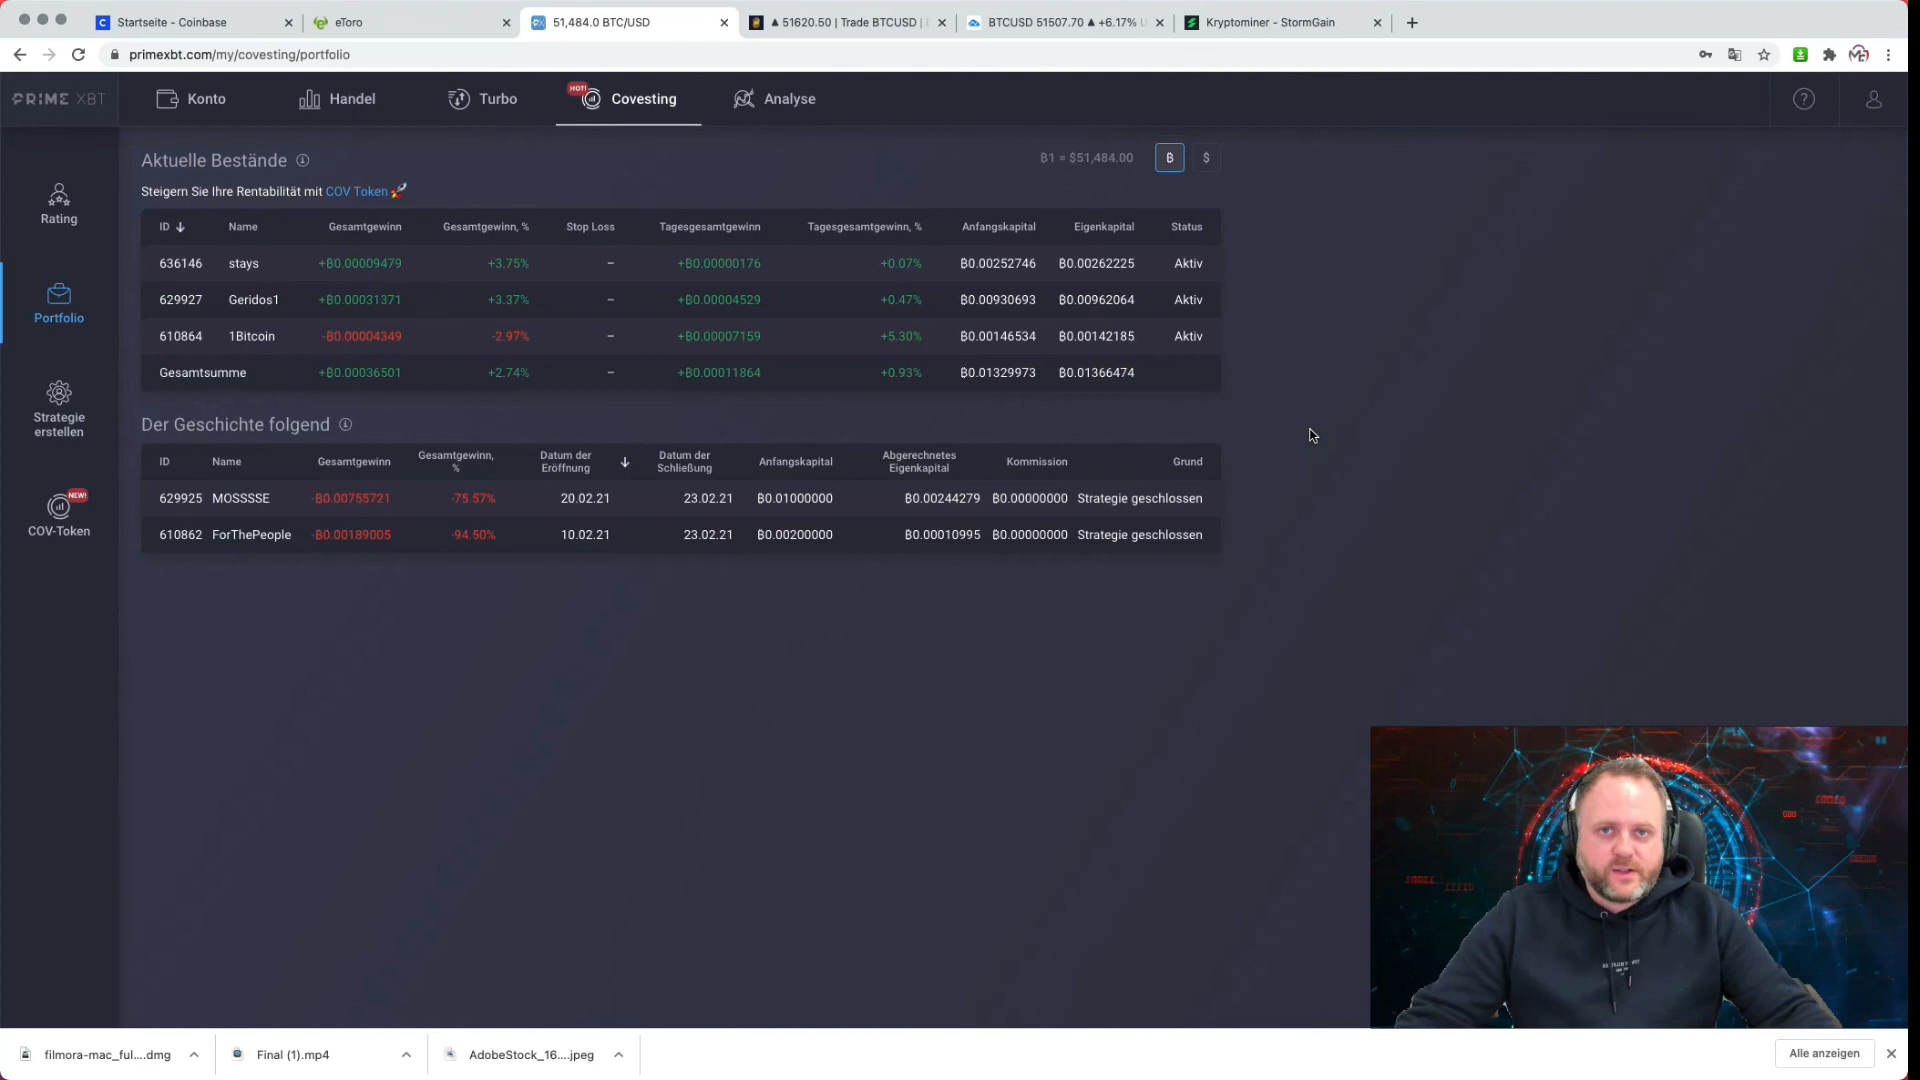 Startseite - Coinbase
eToro
51,484.0 BTC/USD
▲ 51620.50 | Trade BTCUSD |
BTCUSD 51507.70 ▲ +6.17%
Kryptominer - StormGain
primexbt.com/my/covesting/portfolio
PRIME XBT
Konto
Handel
Turbo
HOT!
Covesting
Analyse
Rating
Portfolio
Strategie
erstellen
NEW!
COV-Token
Aktuelle Bestände
₿1 = $51,484.00
₿
$
Steigern Sie Ihre Rentabilität mit COV Token 🚀
ID ↓ Name Gesamtgewinn Gesamtgewinn, % Stop Loss Tagesgesamtgewinn Tagesgesamtgewinn, % Anfangskapital Eigenkapital Status
636146 stays +₿0.00009479 +3.75% – +₿0.00000176 +0.07% ₿0.00252746 ₿0.00262225 Aktiv
629927 Geridos1 +₿0.00031371 +3.37% – +₿0.00004529 +0.47% ₿0.00930693 ₿0.00962064 Aktiv
610864 1Bitcoin -₿0.00004349 -2.97% – +₿0.00007159 +5.30% ₿0.00146534 ₿0.00142185 Aktiv
Gesamtsumme +₿0.00036501 +2.74% – +₿0.00011864 +0.93% ₿0.01329973 ₿0.01366474
Der Geschichte folgend
ID Name Gesamtgewinn Gesamtgewinn, % Datum der Eröffnung ↓ Datum der Schließung Anfangskapital Abgerechnetes Eigenkapital Kommission Grund
629925 MOSSSSE -₿0.00755721 -75.57% 20.02.21 23.02.21 ₿0.01000000 ₿0.00244279 ₿0.00000000 Strategie geschlossen
610862 ForThePeople -₿0.00189005 -94.50% 10.02.21 23.02.21 ₿0.00200000 ₿0.00010995 ₿0.00000000 Strategie geschlossen
filmora-mac_ful....dmg
Final (1).mp4
AdobeStock_16....jpeg
Alle anzeigen